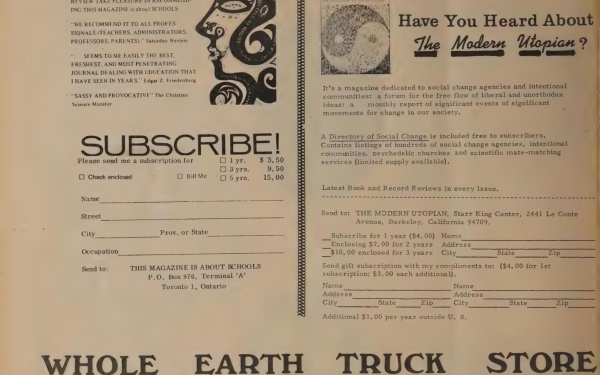 REVIEW TAKE PLEASURE IN RECOMMEND-
ING THIS MAGAZINE is about SCHOOLS
"WE RECOMMEND IT TO ALL PROFES-
SIONALS (TEACHERS, ADMINISTRATORS,
PROFESSORS, PARENTS)," Saturday Review
". SEEMS TO ME EASILY THE BEST,
FRESHEST, AND MOST PENETRATING
JOURNAL DEALING WITH EDUCATION THAT
I HAVE SEEN IN YEARS." Edgar Z. Friedenberg
"SASSY AND PROVOCATIVE" The Christian
Science Monitor
SUBSCRIBE!
Please send me a subscription for
1 yr. $ 3,50
3 yrs. 9,50
5 yrs. 15,00
Check enclosed Bill Me
Name
Street
City Prov. or State
Occupation
Send to: THIS MAGAZINE IS ABOUT SCHOOLS
P.O. Box 876, Terminal 'A'
Toronto 1, Ontario
Have You Heard About
The Modern Utopian?
It's a magazine dedicated to social change agencies and intentional
communities: a forum for the free flow of liberal and unorthodox
ideas: a monthly report of significant events of significant
movements for change in our society.
A Directory of Social Change is included free to subscribers.
Contains listings of hundreds of social change agencies, intentional
communities, psychedelic churches and scientific mate-matching
services (limited supply available).
Latest Book and Record Reviews in every issue.
Send to: THE MODERN UTOPIAN, Starr King Center, 2441 Le Conte
Avenue, Berkeley, California 94709.
Subscribe for 1 year ($4,00) Name
Enclosing $7,00 for 2 years Address
$10,00 enclosed for 3 years City State Zip
Send gift subscription with my compliments to: ($4,00 for 1st
subscription; $3,00 each additional).
Name Name
Address Address
City State Zip City State Zip
Additional $1,00 per year outside U. S.
WHOLE EARTH TRUCK STORE